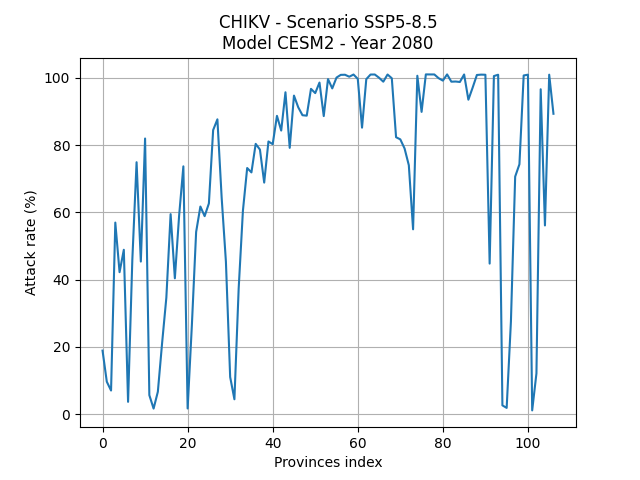 CHIKV - Scenario SSP5-8.5
Model CESM2 - Year 2080
Attack rate (%)
100
80
60
40
20
0
0 20 40 60 80 100
Provinces index